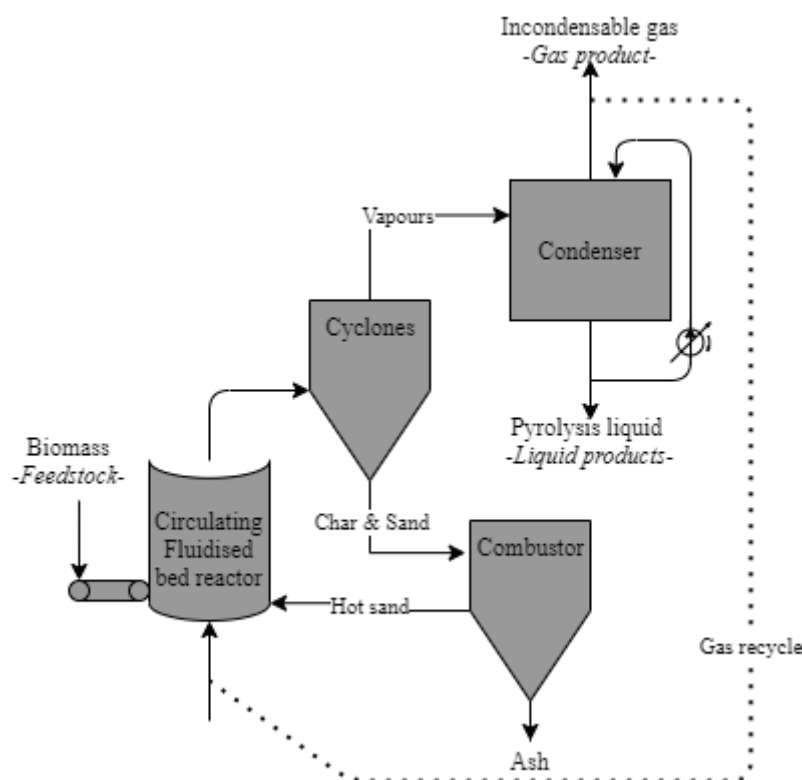 Incondensable gas
-Gas product-
Vapours
Condenser
Cyclones
Pyrolysis liquid
-Liquid products-
Biomass
-Feedstock-
Circulating
Fluidised
bed reactor
Char & Sand
Combustor
Hot sand
Gas recycle
Ash